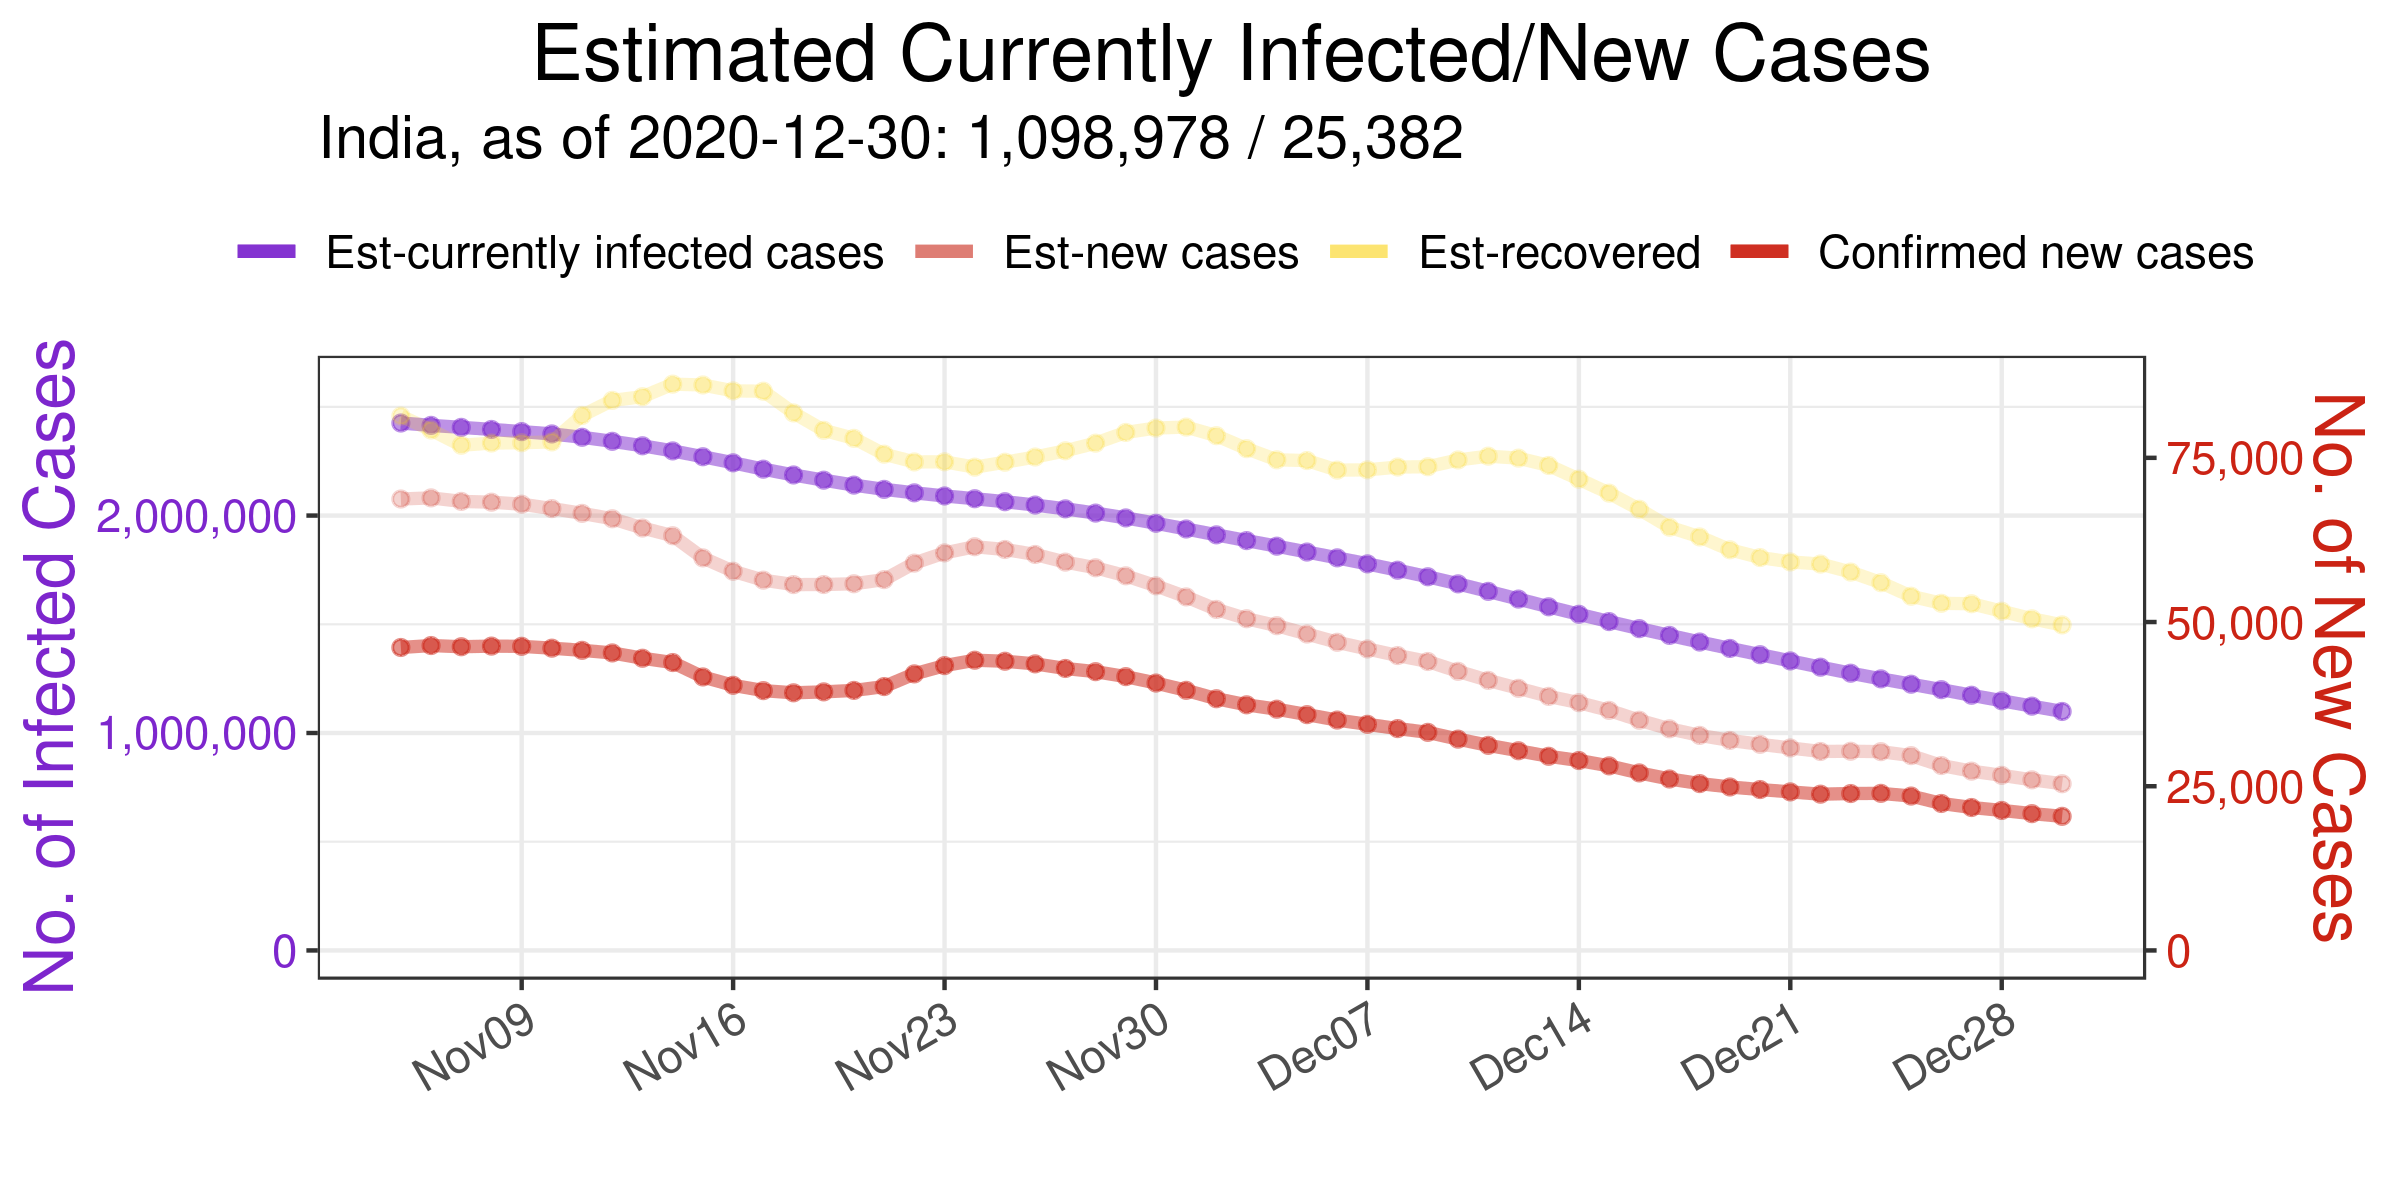 Estimated Currently Infected/New Cases
India, as of 2020-12-30: 1,098,978 / 25,382
Est-currently infected cases Est-new cases Est-recovered Confirmed new cases
No. of Infected Cases
2,000,000
1,000,000
0
No. of New Cases
75,000
50,000
25,000
0
Nov09 Nov16 Nov23 Nov30 Dec07 Dec14 Dec21 Dec28